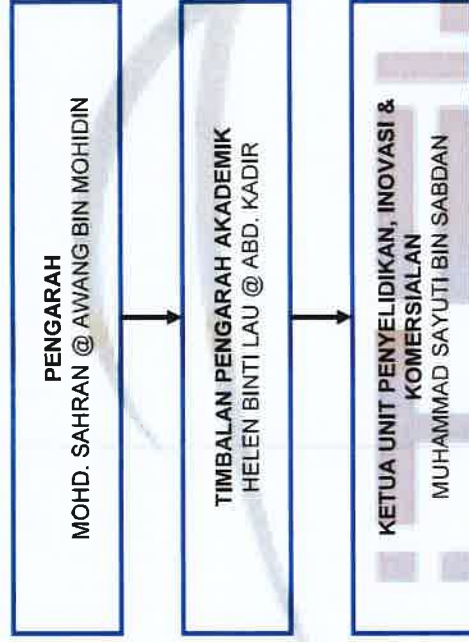 PENGARAH
MOHD. SAHRAN @ AWANG BIN MOHIDIN
TIMBALAN PENGARAH AKADEMIK
HELEN BINTI LAU @ ABD. KADIR
KETUA UNIT PENYELIDIKAN, INOVASI &
KOMERSIALAN
MUHAMMAD SAYUTI BIN SABDAN